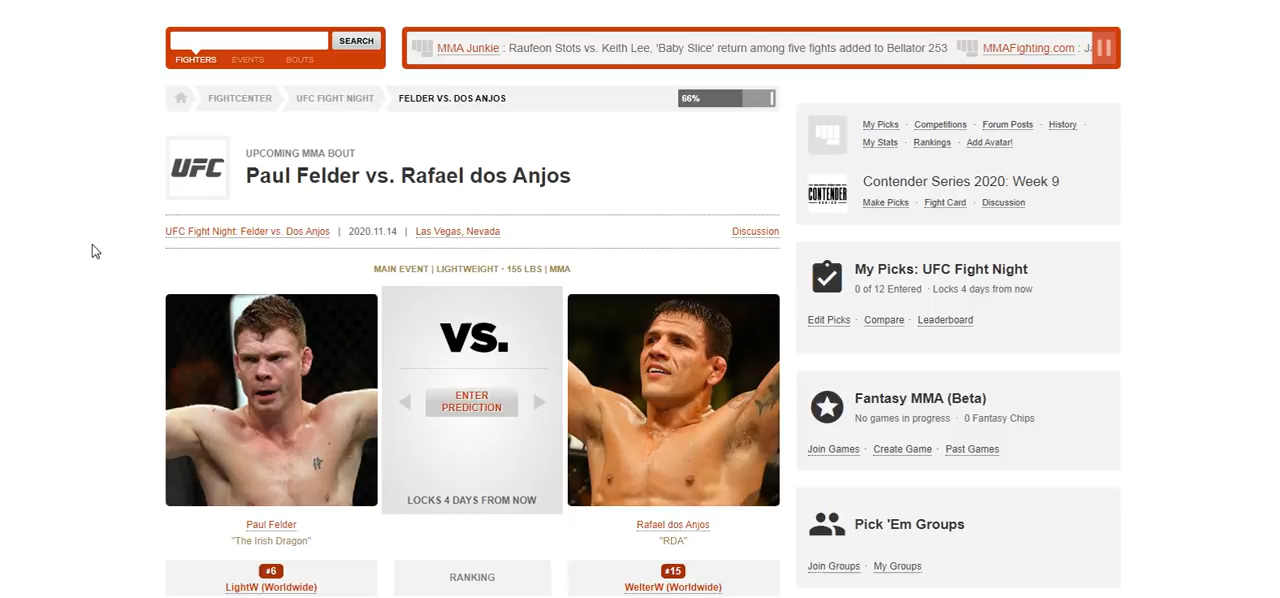 SEARCH
FIGHTERS EVENTS BOUTS
MMA Junkie : Raufeon Stots vs. Keith Lee, 'Baby Slice' return among five fights added to Bellator 253 MMAFighting.com :
FIGHTCENTER UFC FIGHT NIGHT FELDER VS. DOS ANJOS 66%
UFC
UPCOMING MMA BOUT
Paul Felder vs. Rafael dos Anjos
UFC Fight Night: Felder vs. Dos Anjos | 2020.11.14 | Las Vegas, Nevada Discussion
MAIN EVENT | LIGHTWEIGHT · 155 LBS | MMA
VS.
ENTER
PREDICTION
LOCKS 4 DAYS FROM NOW
Paul Felder
"The Irish Dragon"
Rafael dos Anjos
"RDA"
#6
LightW (Worldwide)
RANKING
#15
WelterW (Worldwide)
My Picks · Competitions · Forum Posts · History ·
My Stats · Rankings · Add Avatar!
CONTENDER
Contender Series 2020: Week 9
Make Picks · Fight Card · Discussion
My Picks: UFC Fight Night
0 of 12 Entered · Locks 4 days from now
Edit Picks · Compare · Leaderboard
Fantasy MMA (Beta)
No games in progress · 0 Fantasy Chips
Join Games · Create Game · Past Games
Pick 'Em Groups
Join Groups · My Groups